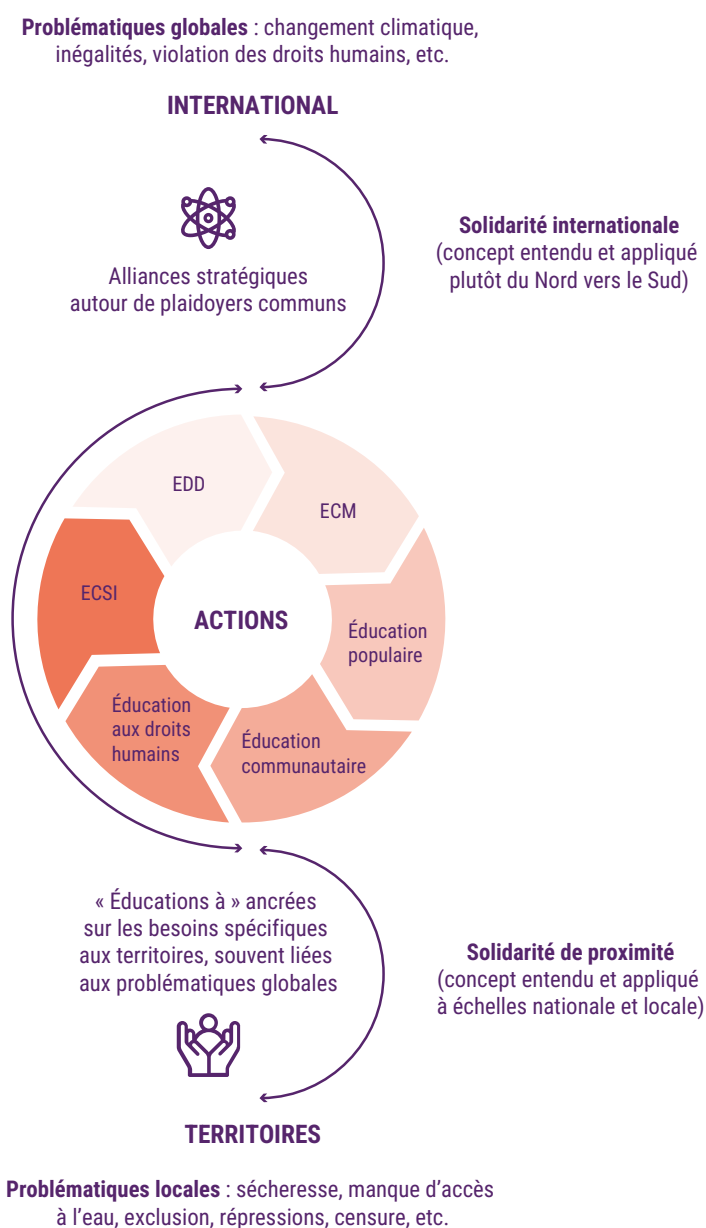 Problématiques globales : changement climatique,
inégalités, violation des droits humains, etc.
INTERNATIONAL
Solidarité internationale
(concept entendu et appliqué
plutôt du Nord vers le Sud)
Alliances stratégiques
autour de plaidoyers communs
EDD
ECM
ECSI
ACTIONS
Éducation
populaire
Éducation
aux droits
humains
Éducation
communautaire
« Éducations à » ancrées
sur les besoins spécifiques
aux territoires, souvent liées
aux problématiques globales
Solidarité de proximité
(concept entendu et appliqué
à échelles nationale et locale)
TERRITOIRES
Problématiques locales : sécheresse, manque d’accès
à l’eau, exclusion, répressions, censure, etc.